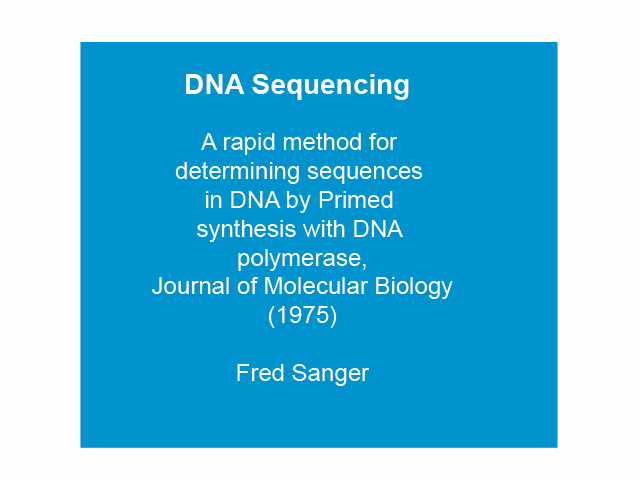 DNA Sequencing
A rapid method for
determining sequences
in DNA by Primed
synthesis with DNA
polymerase,
Journal of Molecular Biology
(1975)
Fred Sanger